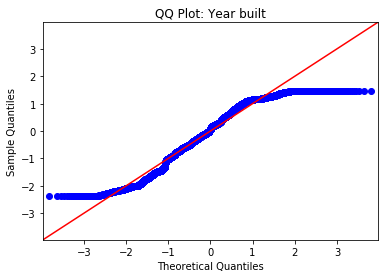 QQ Plot: Year built
Sample Quantiles
3
2
1
0
−1
−2
−3
−3 −2 −1 0 1 2 3
Theoretical Quantiles